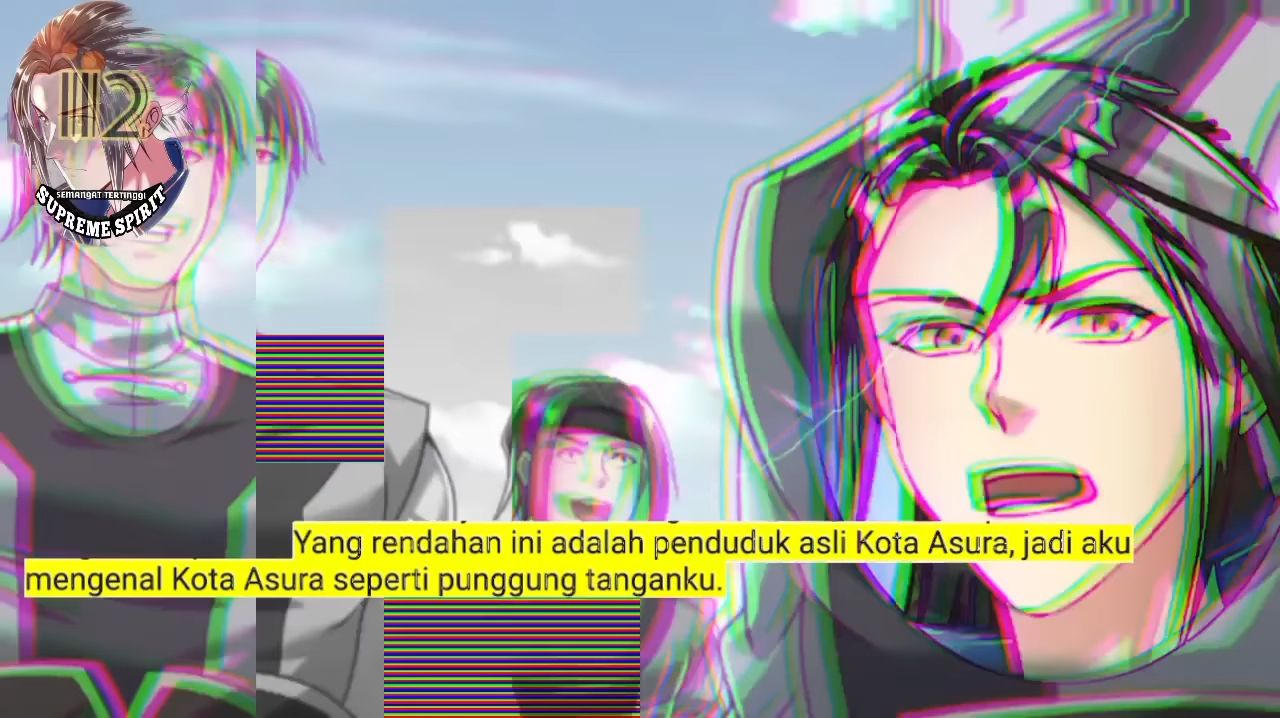 112
SEMANGAT TERTINGGI
SUPREME SPIRIT
Yang rendahan ini adalah penduduk asli Kota Asura, jadi aku
mengenal Kota Asura seperti punggung tanganku.